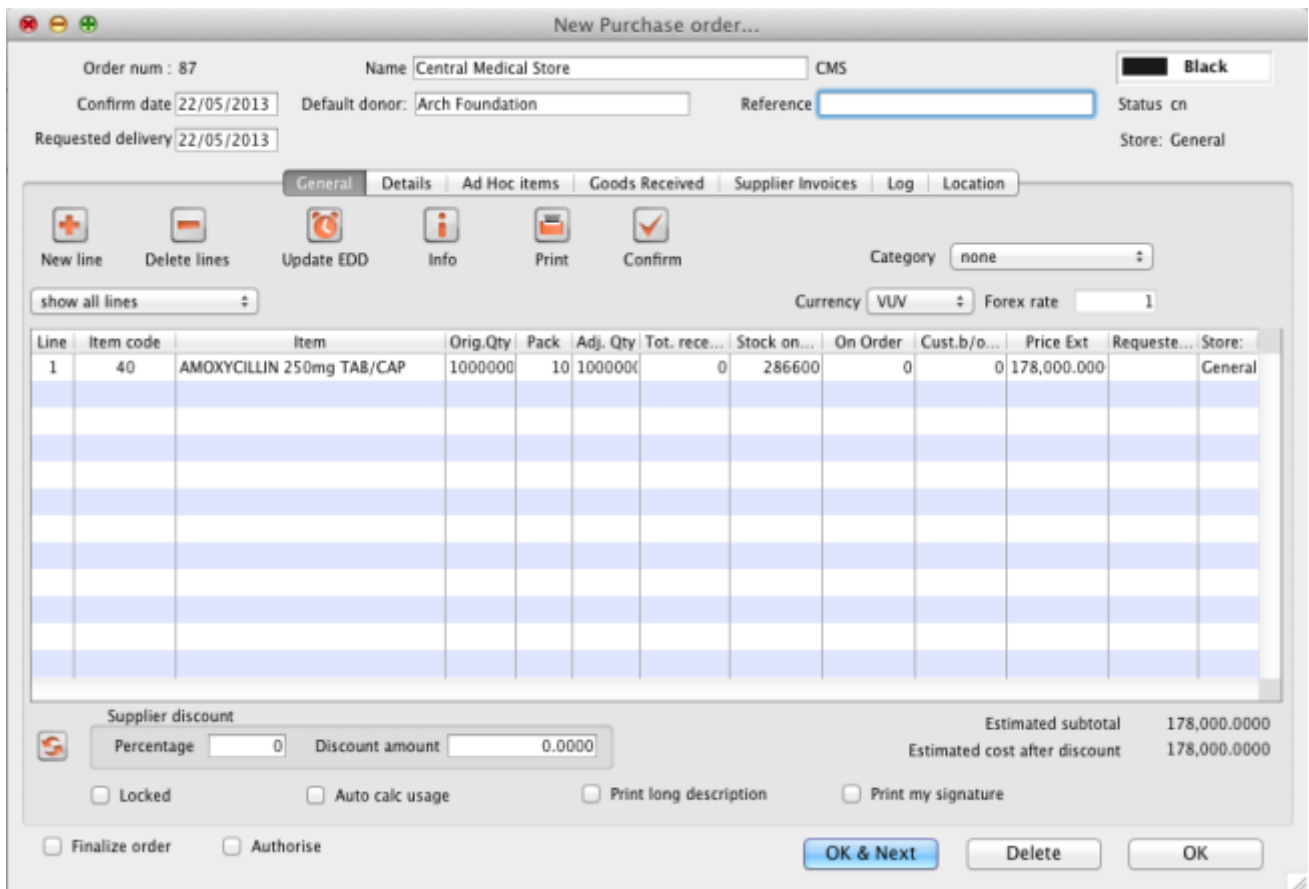 New Purchase order...
Order num : 87 Name Central Medical Store CMS Black
Confirm date 22/05/2013 Default donor: Arch Foundation Reference Status cn
Requested delivery 22/05/2013 Store: General
General Details Ad Hoc items Goods Received Supplier Invoices Log Location
New line Delete lines Update EDD Info Print Confirm Category none
show all lines Currency VUV Forex rate 1
Line Item code Item Orig.Qty Pack Adj. Qty Tot. rece... Stock on... On Order Cust.b/o... Price Ext Requeste... Store:
1 40 AMOXYCILLIN 250mg TAB/CAP 1000000 10 1000000 0 286600 0 0 178,000.000 General
Supplier discount
Percentage 0 Discount amount 0.0000
Estimated subtotal 178,000.0000
Estimated cost after discount 178,000.0000
Locked Auto calc usage Print long description Print my signature
Finalize order Authorise OK & Next Delete OK